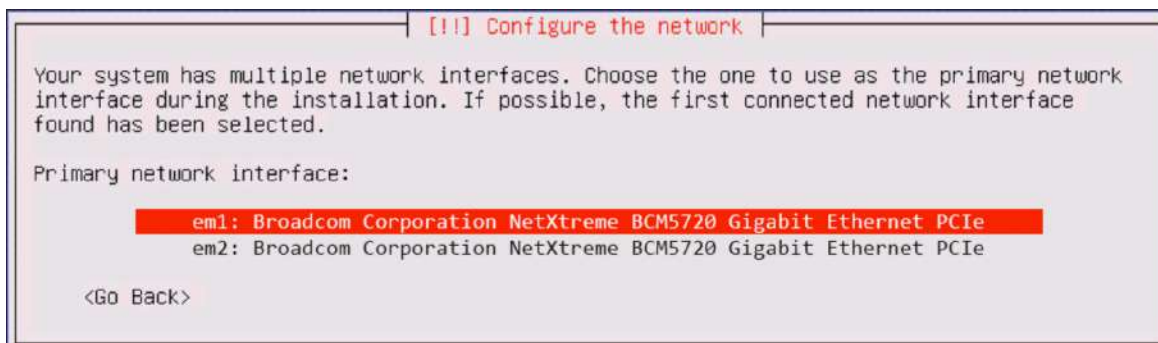 [!!] Configure the network
Your system has multiple network interfaces. Choose the one to use as the primary network
interface during the installation. If possible, the first connected network interface
found has been selected.
Primary network interface:
em1: Broadcom Corporation NetXtreme BCM5720 Gigabit Ethernet PCIe
em2: Broadcom Corporation NetXtreme BCM5720 Gigabit Ethernet PCIe
<Go Back>